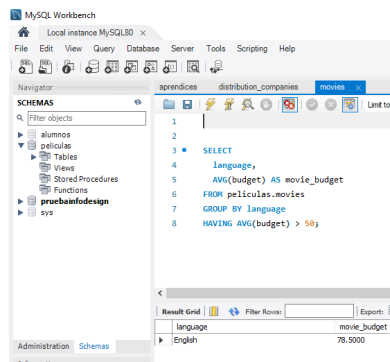 MySQL Workbench
Local instance MySQL80 ×
File Edit View Query Database Server Tools Scripting Help
Navigator
SCHEMAS
Filter objects
alumnos
peliculas
Tables
Views
Stored Procedures
Functions
pruebainfodesign
sys
Administration Schemas
aprendices distribution_companies movies ×
Limit to
1
2
3 SELECT
4 language,
5 AVG(budget) AS movie_budget
6 FROM peliculas.movies
7 GROUP BY language
8 HAVING AVG(budget) > 50;
Result Grid Filter Rows: Export:
language movie_budget
English 78.5000